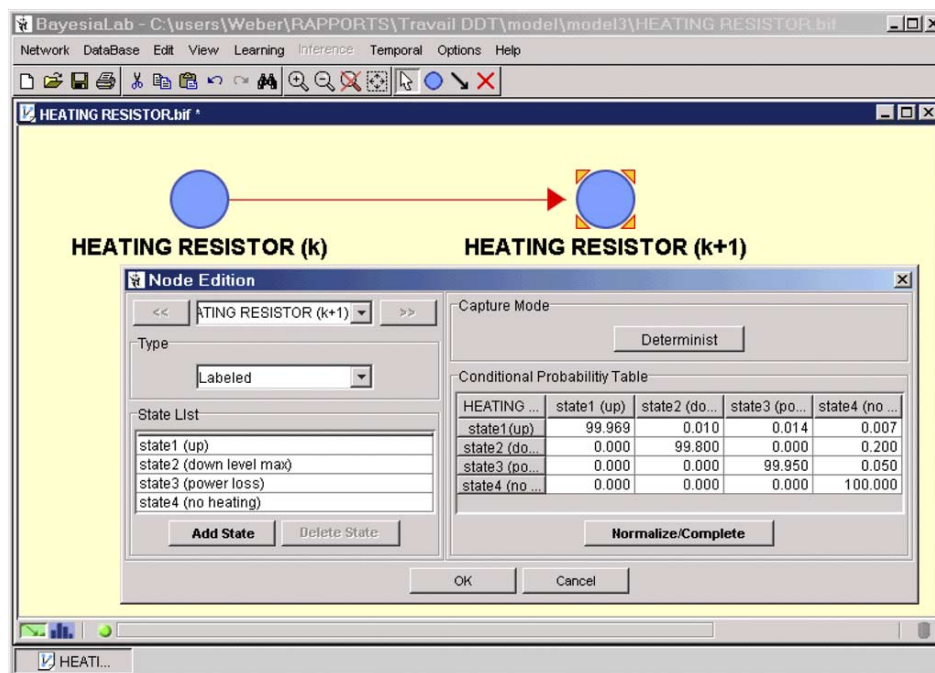 BayesiaLab - C:\users\Weber\RAPPORTS\Travail DDT\model\model3\HEATING RESISTOR.bif
Network DataBase Edit View Learning Inference Temporal Options Help
HEATING RESISTOR.bif *
HEATING RESISTOR (k) HEATING RESISTOR (k+1)
Node Edition
<< ATING RESISTOR (k+1) >>
Capture Mode
Determinist
Type
Labeled
Conditional Probabilitiy Table
HEATING ... state1 (up) state2 (do... state3 (po... state4 (no ...
state1(up) 99.969 0.010 0.014 0.007
state2 (do... 0.000 99.800 0.000 0.200
state3 (po... 0.000 0.000 99.950 0.050
state4 (no ... 0.000 0.000 0.000 100.000
State LIst
state1 (up)
state2 (down level max)
state3 (power loss)
state4 (no heating)
Add State Delete State
Normalize/Complete
OK Cancel
HEATI...